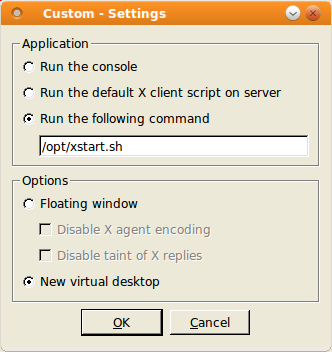 Custom - Settings
Application
Run the console
Run the default X client script on server
Run the following command
/opt/xstart.sh
Options
Floating window
Disable X agent encoding
Disable taint of X replies
New virtual desktop
OK
Cancel